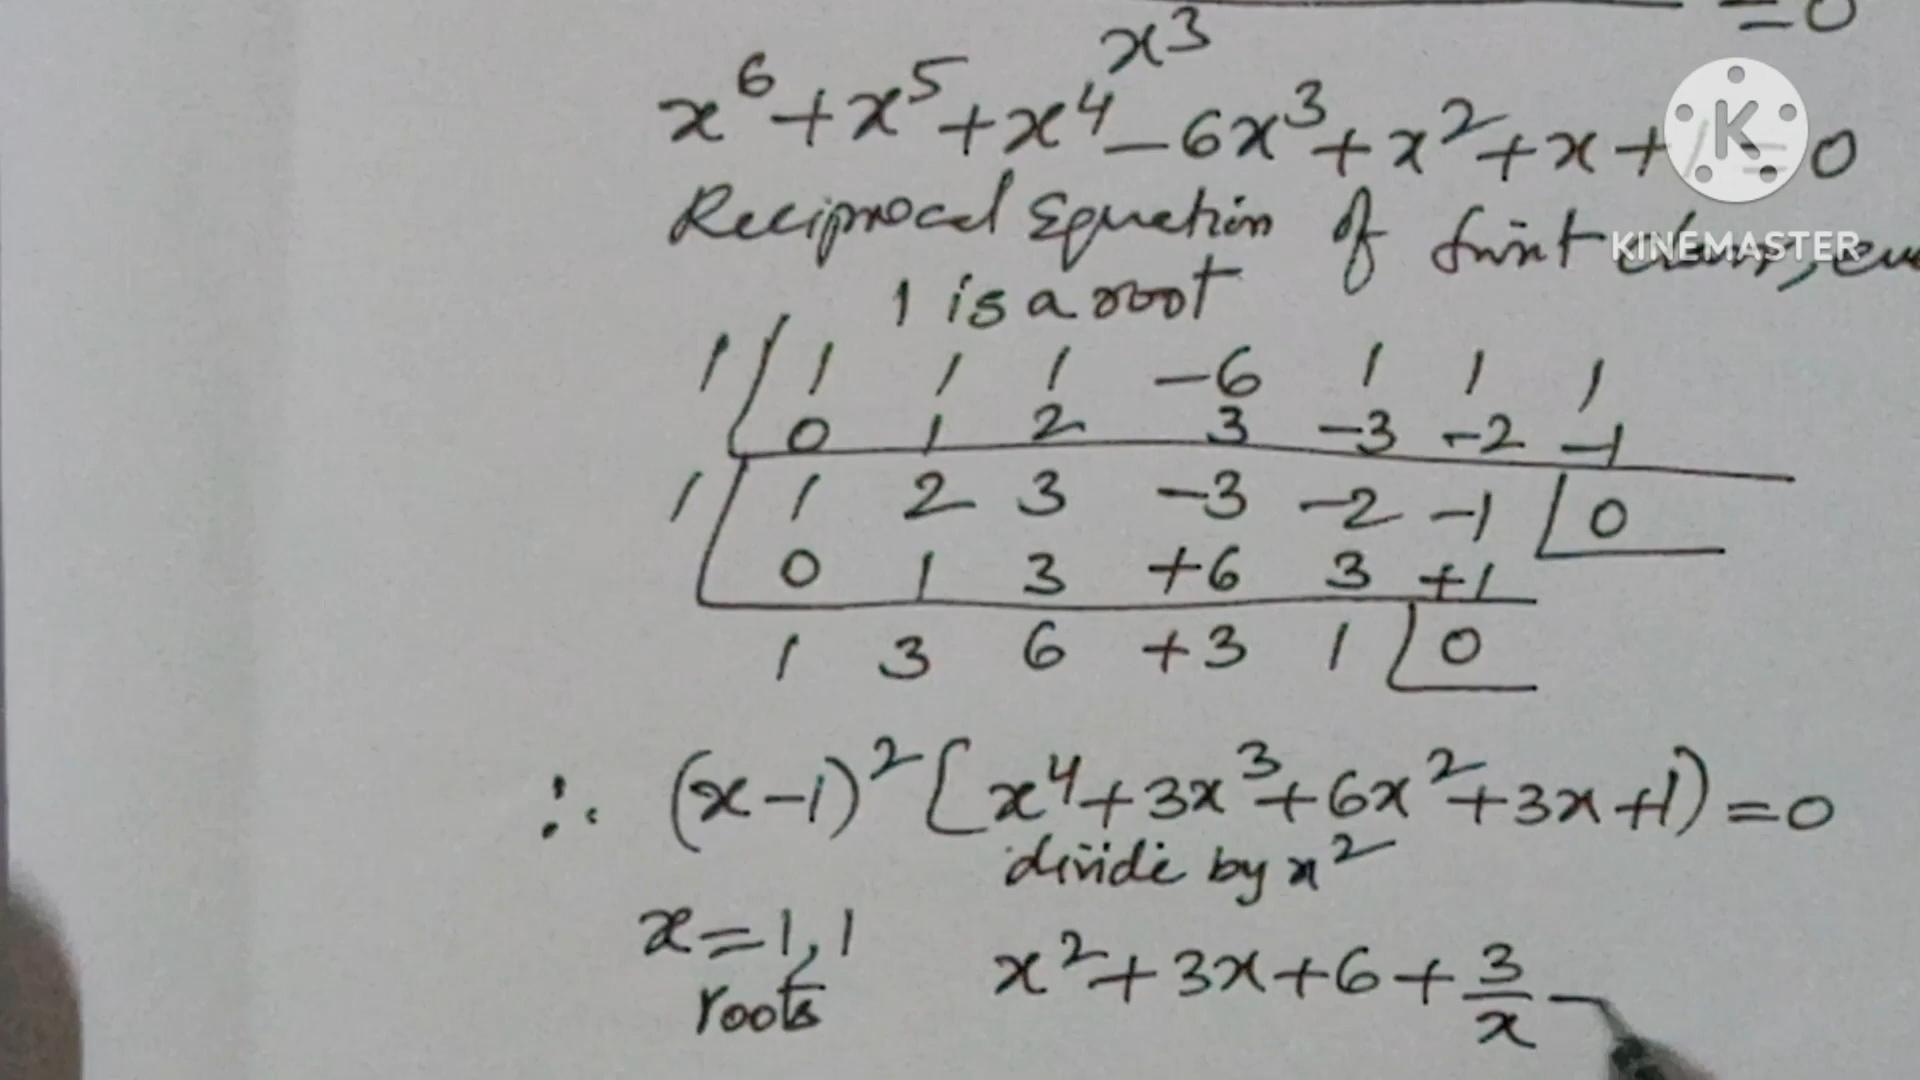 = 0
x³
x⁶ + x⁵ + x⁴ - 6x³ + x² + x + 1 = 0
Reciprocal Equation of first
KINEMASTER
1 is a root
1 | 1 1 1 -6 1 1 1
0 1 2 3 -3 -2 -1
1 | 1 2 3 -3 -2 -1 | 0
0 1 3 +6 3 +1
1 3 6 +3 1 | 0
∴ (x-1)² [x⁴ + 3x³ + 6x² + 3x + 1) = 0
divide by x²
x = 1, 1
roots
x² + 3x + 6 + 3/x